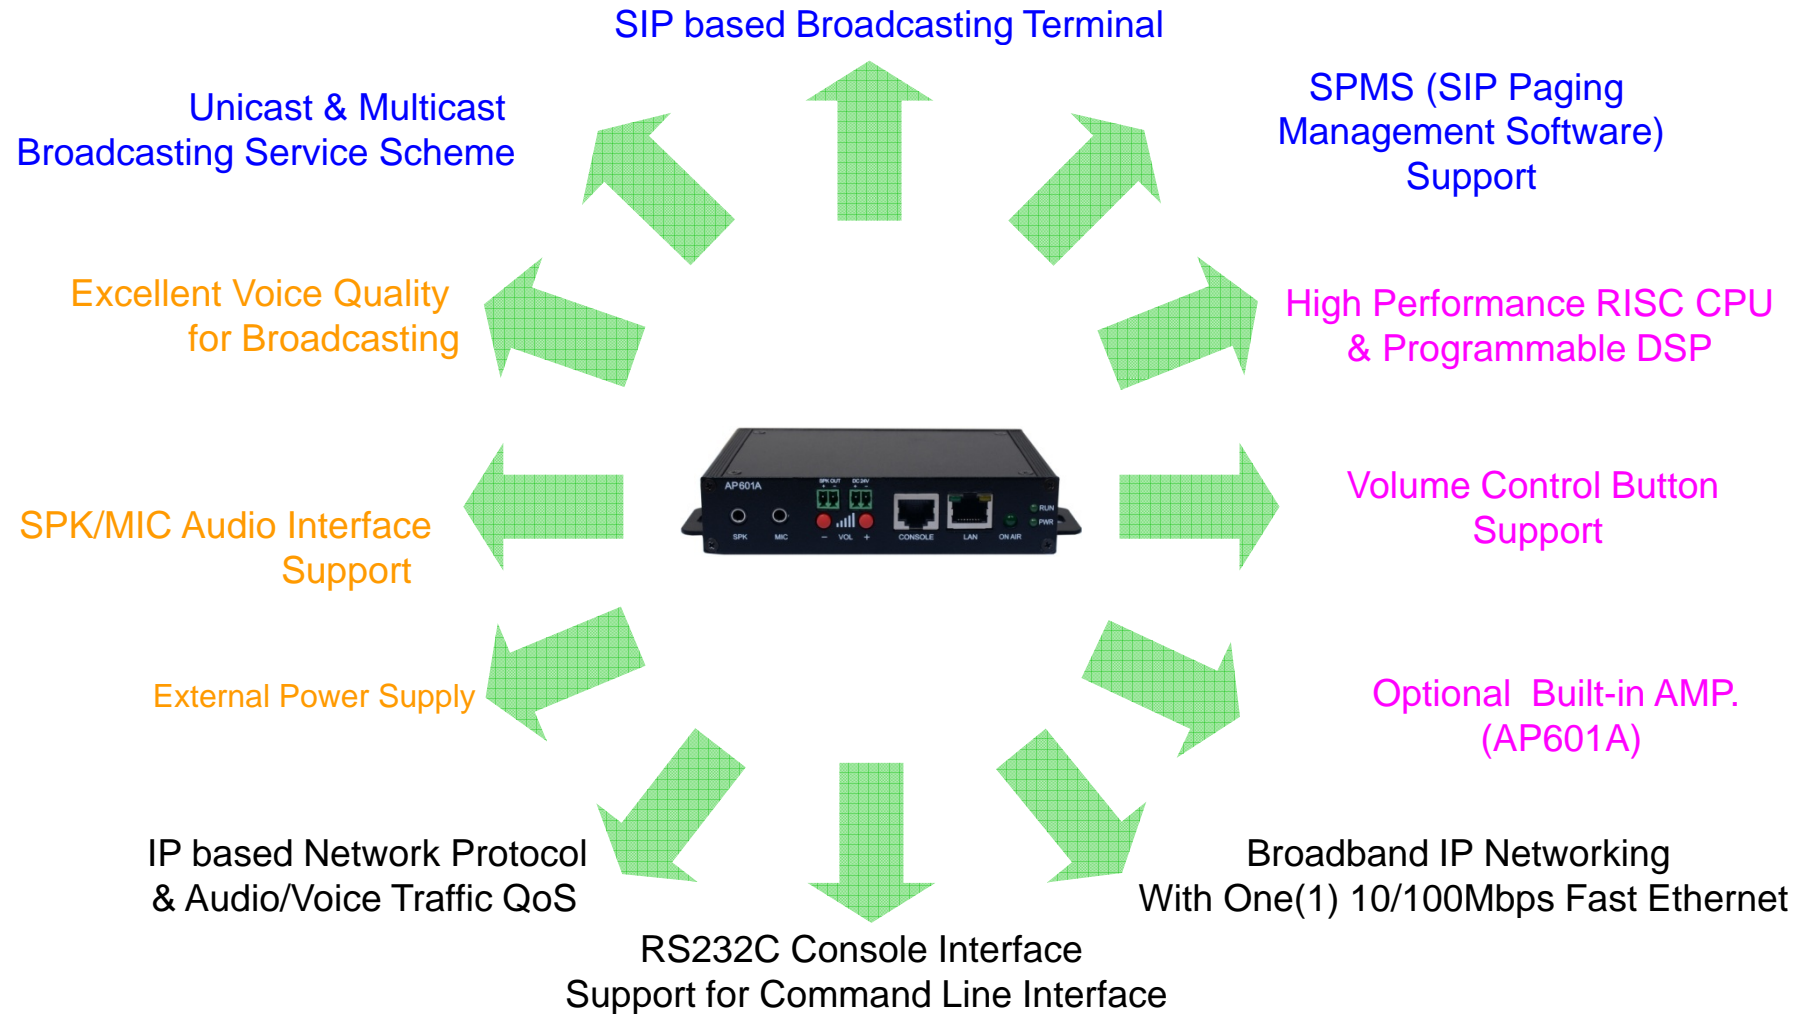 SIP based Broadcasting Terminal
Unicast & Multicast
Broadcasting Service Scheme
SPMS (SIP Paging
Management Software)
Support
Excellent Voice Quality
for Broadcasting
High Performance RISC CPU
& Programmable DSP
AP601A
SPK OUT
+ −
DC 24V
+ −
RUN
PWR
SPK
MIC
− VOL +
CONSOLE
LAN
ON AIR
SPK/MIC Audio Interface
Support
Volume Control Button
Support
External Power Supply
Optional Built-in AMP.
(AP601A)
IP based Network Protocol
& Audio/Voice Traffic QoS
Broadband IP Networking
With One(1) 10/100Mbps Fast Ethernet
RS232C Console Interface
Support for Command Line Interface